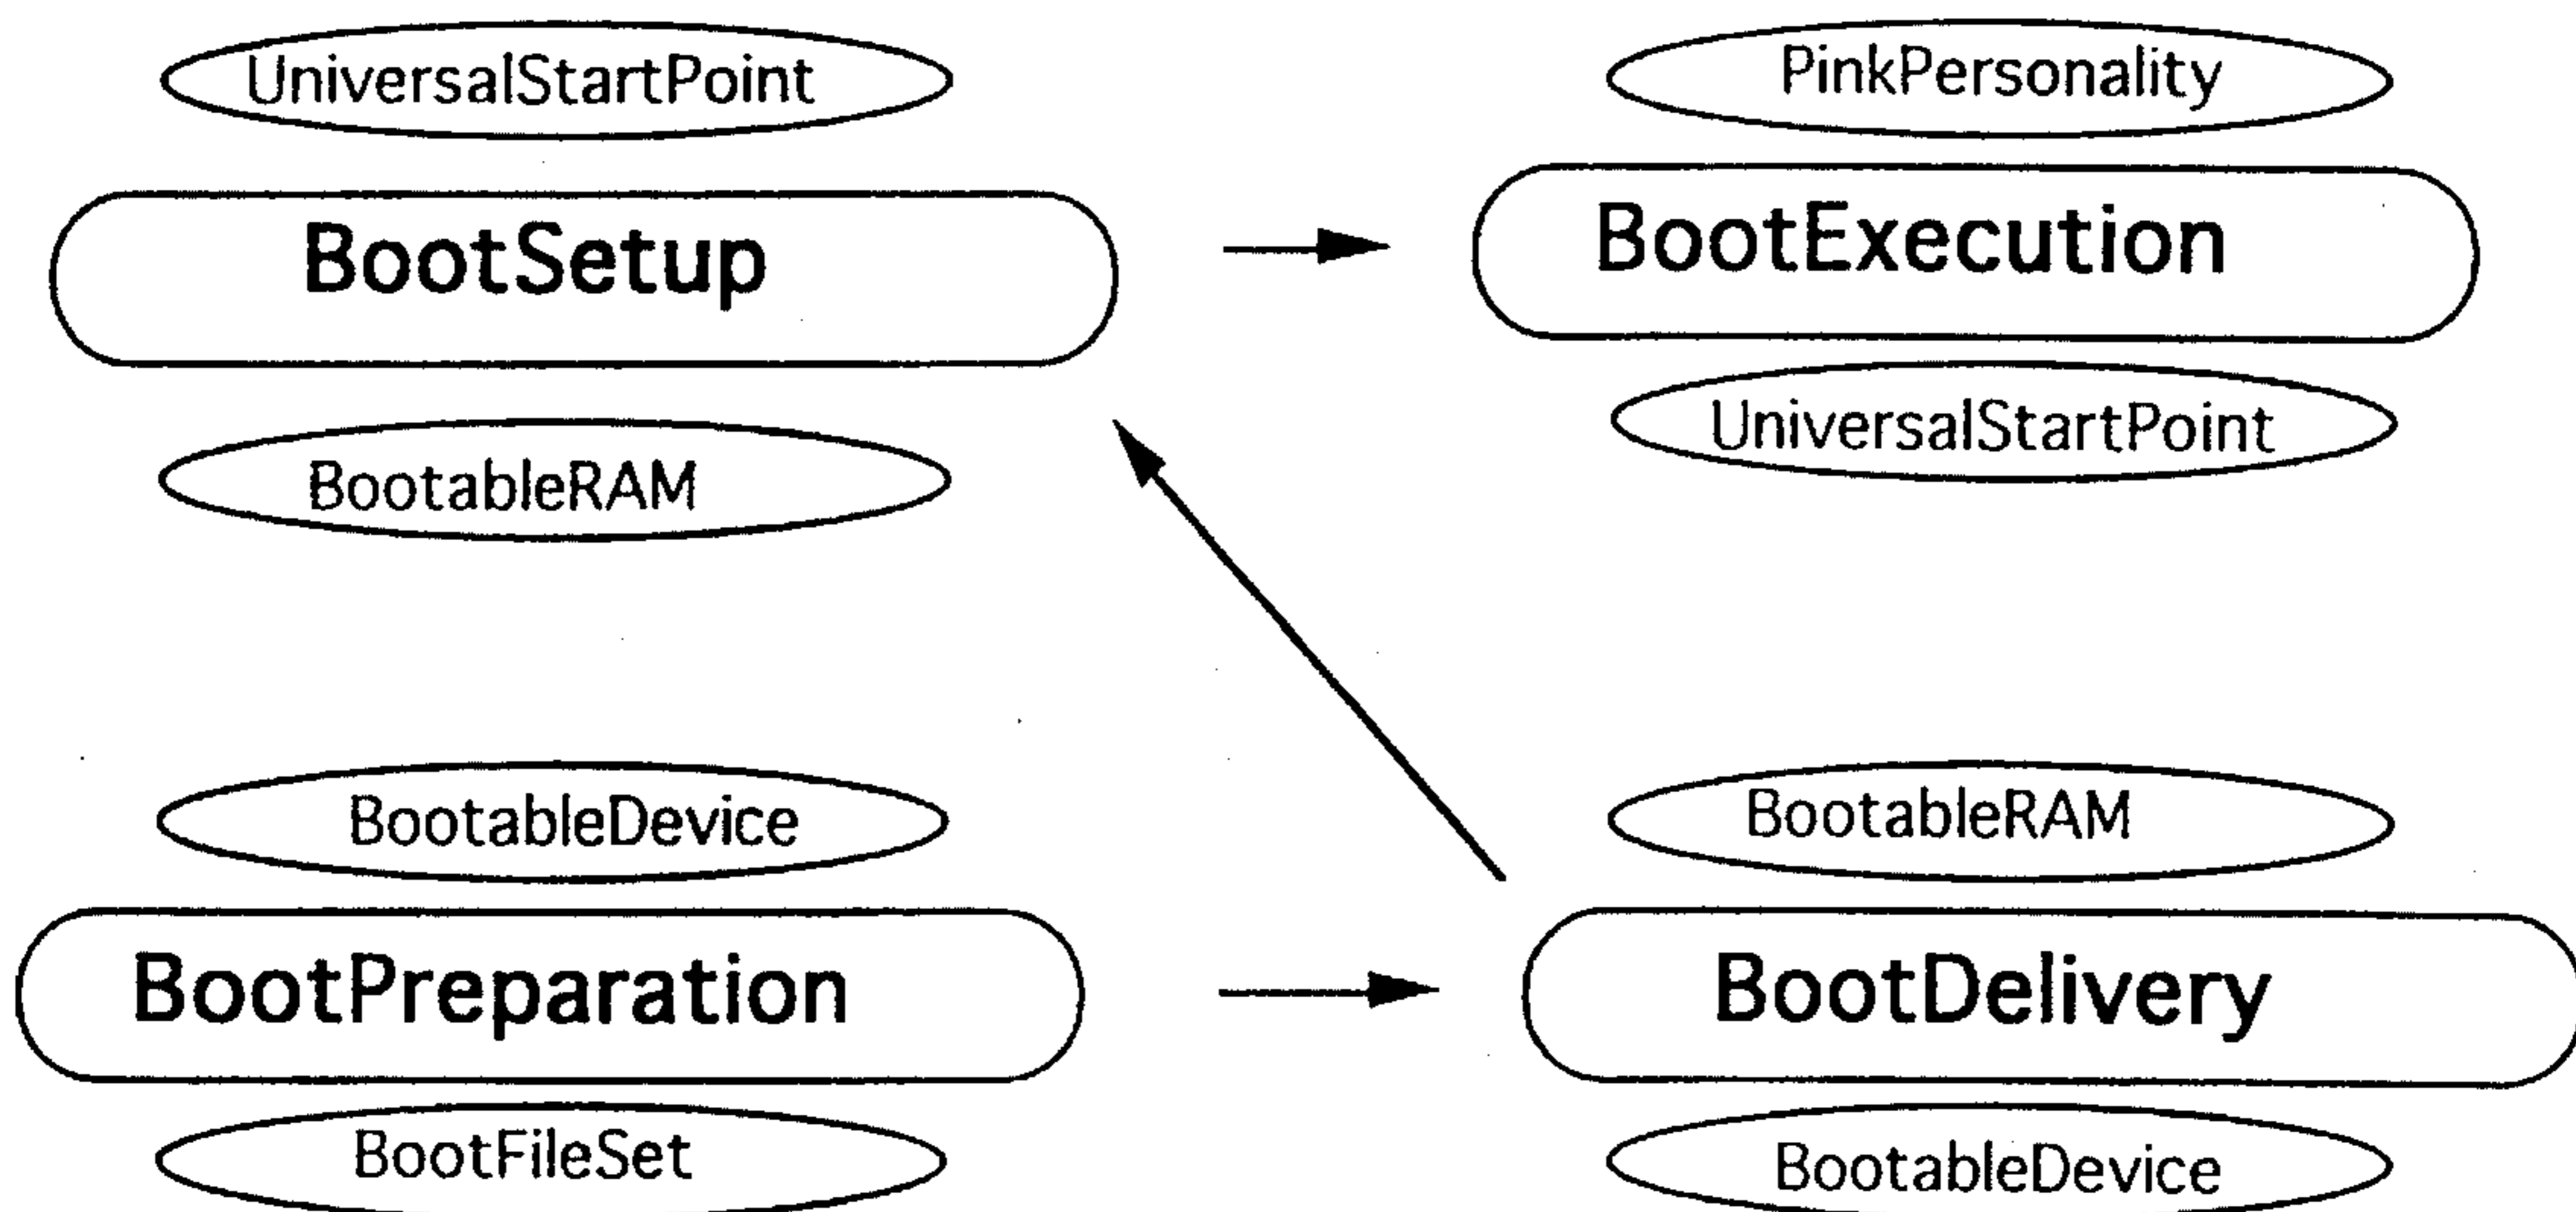 UniversalStartPoint
PinkPersonality
BootSetup
BootExecution
BootableRAM
UniversalStartPoint
BootableDevice
BootableRAM
BootPreparation
BootDelivery
BootFileSet
BootableDevice